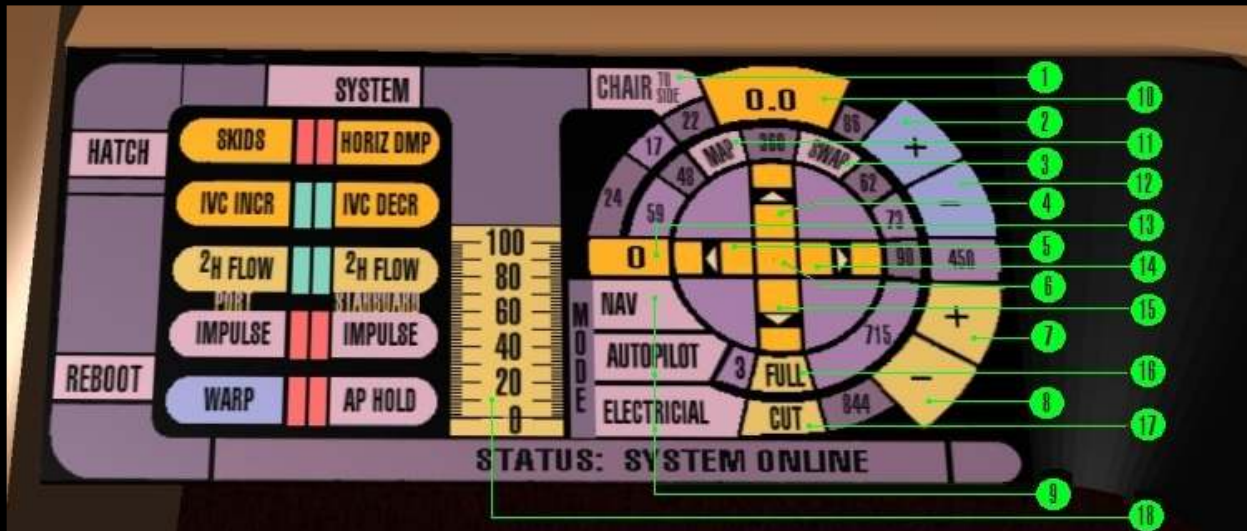 SYSTEM
CHAIR TO SIDE
0.0
HATCH
SKIDS HORIZ DMP
IVC INCR IVC DECR
2H FLOW 2H FLOW
PORT STARBOARD
IMPULSE IMPULSE
REBOOT
WARP AP HOLD
100
80
60
40
20
0
22
17
24
48
59
MAP
360
SWAP
86
62
73
90
+
-
450
0
MODE
NAV
AUTOPILOT
ELECTRICIAL
3
FULL
CUT
844
715
+
-
STATUS: SYSTEM ONLINE
1
10
2
11
3
12
4
13
5
14
6
15
7
16
8
17
9
18